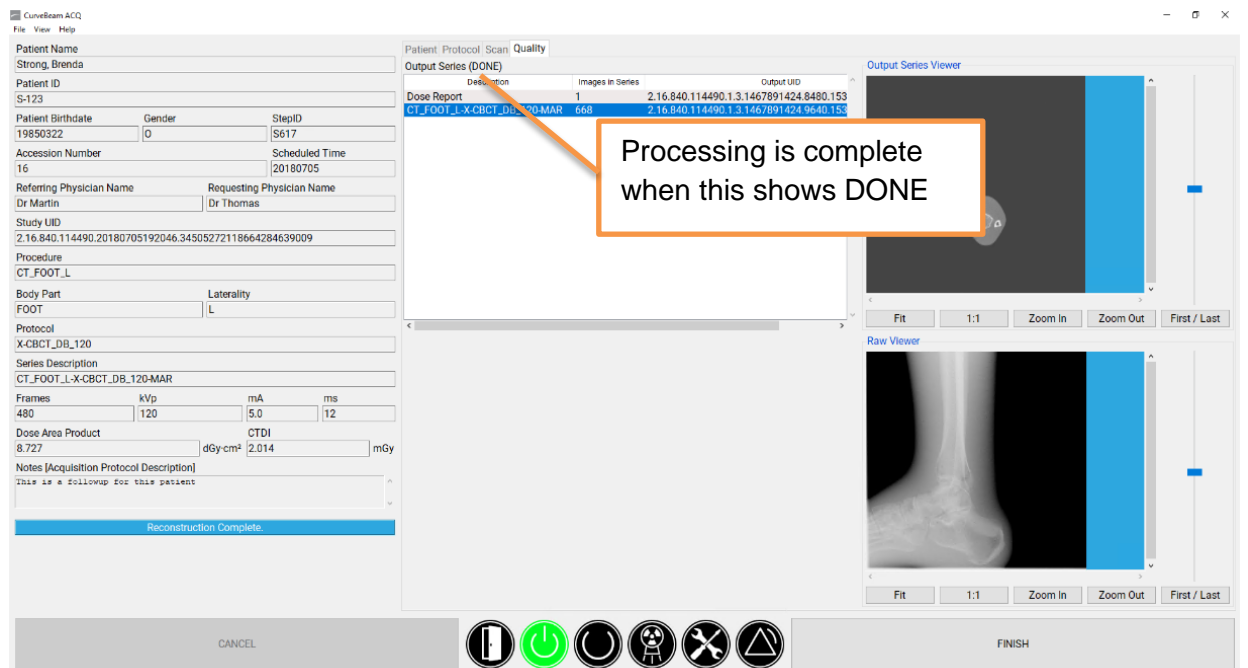 CurveBeam ACQ
File View Help
Patient Name
Strong, Brenda
Patient ID
S-123
Patient Birthdate Gender StepID
19850322 O S617
Accession Number Scheduled Time
16 20180705
Referring Physician Name Requesting Physician Name
Dr Martin Dr Thomas
Study UID
2.16.840.114490.20180705192046.34505272118664284639009
Procedure
CT_FOOT_L
Body Part Laterality
FOOT L
Protocol
X-CBCT_DB_120
Series Description
CT_FOOT_L-X-CBCT_DB_120-MAR
Frames kVp mA ms
480 120 5.0 12
Dose Area Product CTDI
8.727 dGy·cm² 2.014 mGy
Notes [Acquisition Protocol Description]
This is a followup for this patient
Reconstruction Complete.
Patient Protocol Scan Quality
Output Series (DONE)
Images in Series Output UID
Dose Report 1 2.16.840.114490.1.3.1467891424.8480.153
668 2.16.840.114490.1.3.1467891424.9640.153
Processing is complete
when this shows DONE
Output Series Viewer
Fit 1:1 Zoom In Zoom Out First / Last
Raw Viewer
Fit 1:1 Zoom In Zoom Out First / Last
CANCEL
FINISH